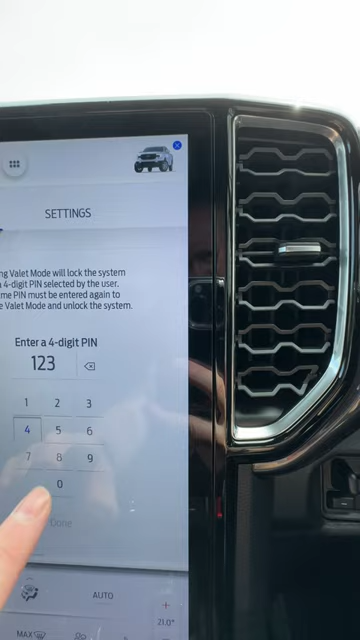 SETTINGS
ng Valet Mode will lock the system
a 4-digit PIN selected by the user.
me PIN must be entered again to
e Valet Mode and unlock the system.
Enter a 4-digit PIN
123
1 2 3
4 5 6
7 8 9
0
Done
AUTO
MAX
21.0°